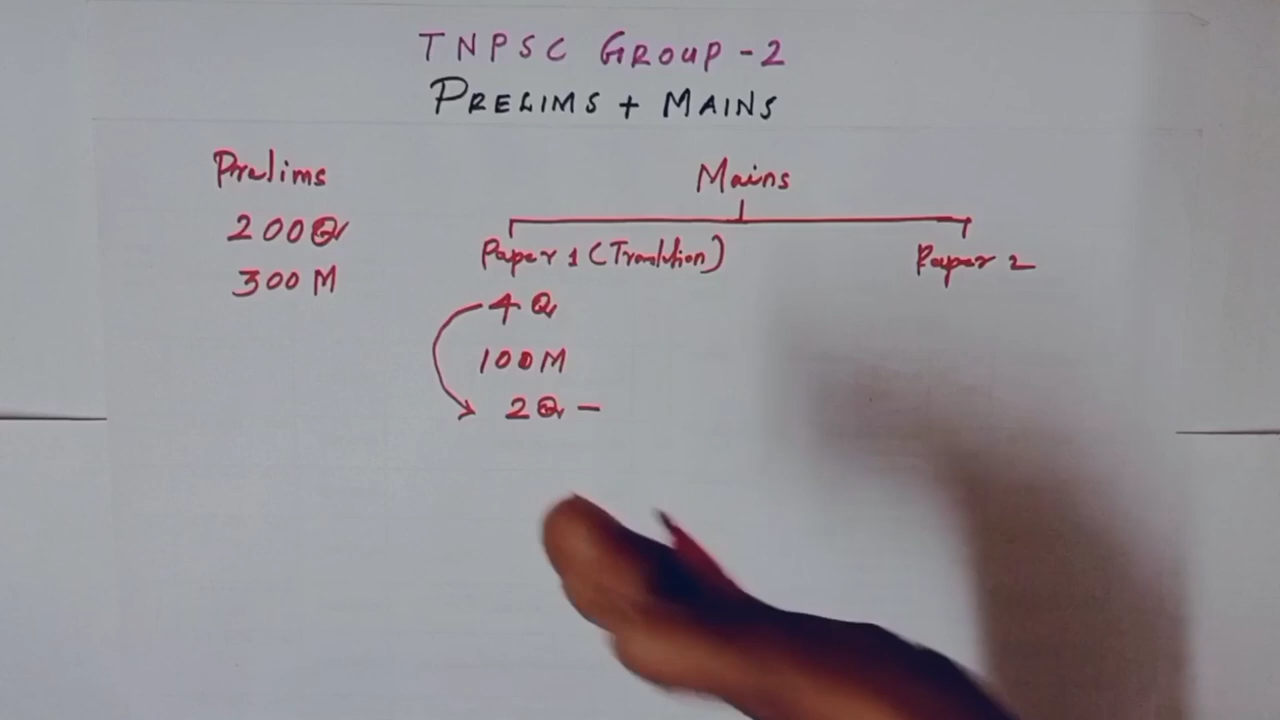 TNPSC GROUP - 2
PRELIMS + MAINS
Prelims
200Q
300 M
Mains
Paper 1 (Translation)
4 Q
100M
2Q -
Paper 2